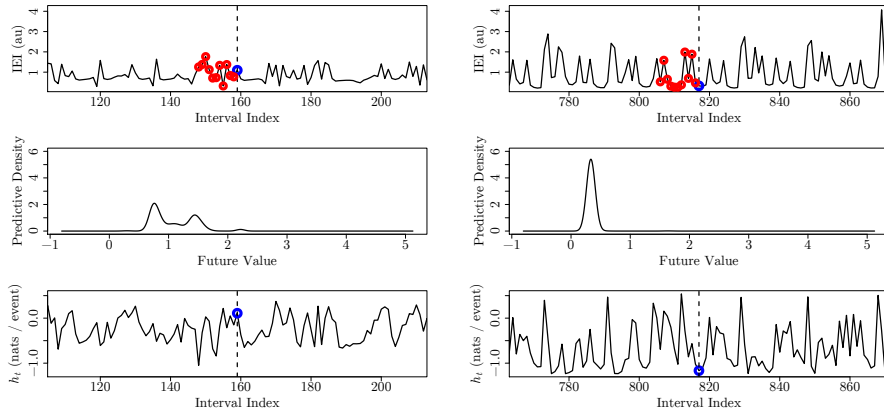 IEI (au)
4
3
2
1
120 140 160 180 200
Interval Index
IEI (au)
4
3
2
1
780 800 820 840 860
Interval Index
Predictive Density
6
4
2
0
−1 0 1 2 3 4 5
Future Value
Predictive Density
6
4
2
0
−1 0 1 2 3 4 5
Future Value
h_t (nats / event)
0.0
−1.0
120 140 160 180 200
Interval Index
h_t (nats / event)
0.0
−1.0
780 800 820 840 860
Interval Index